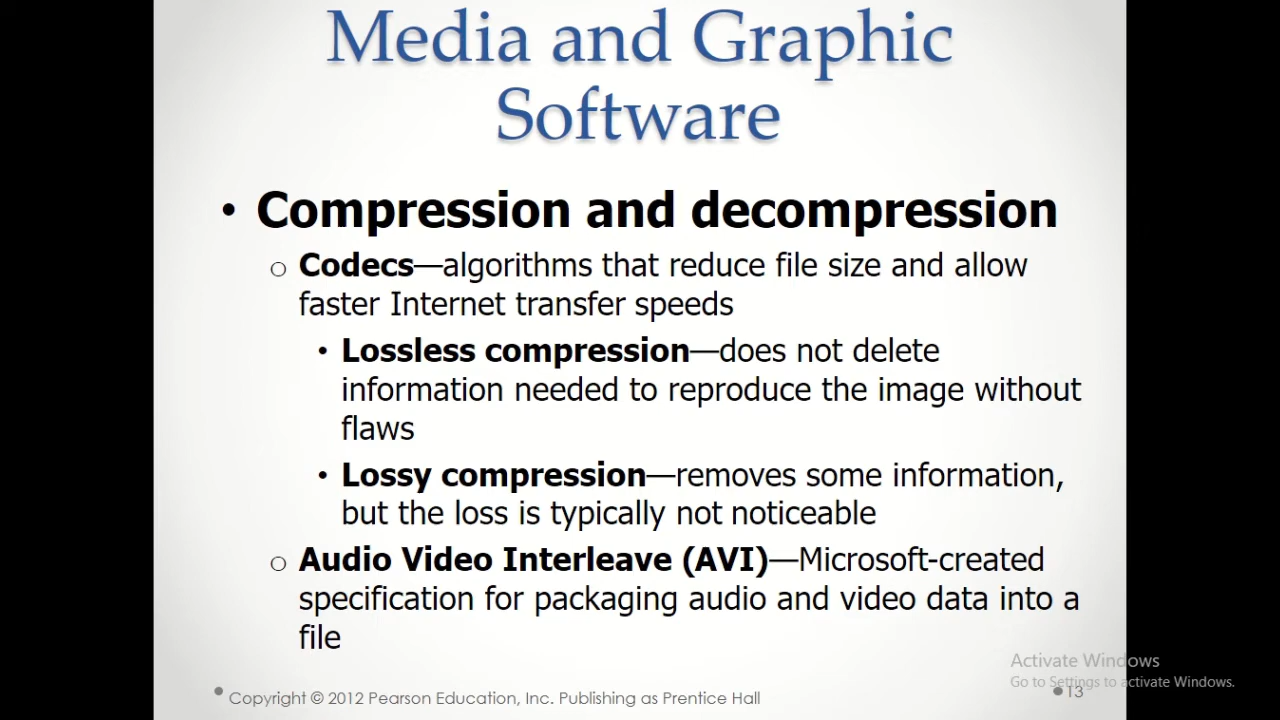 Media and Graphic
Software
• Compression and decompression
o Codecs—algorithms that reduce file size and allow
faster Internet transfer speeds
• Lossless compression—does not delete
information needed to reproduce the image without
flaws
• Lossy compression—removes some information,
but the loss is typically not noticeable
o Audio Video Interleave (AVI)—Microsoft-created
specification for packaging audio and video data into a
file
Activate Windows
Go to Settings to activate Windows.
• Copyright © 2012 Pearson Education, Inc. Publishing as Prentice Hall
• 13